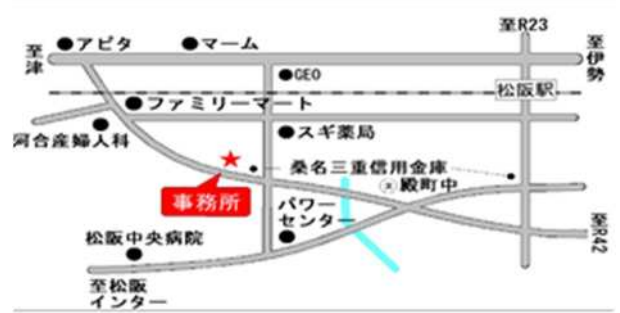 至R23
アピタ
マーム
至津
至伊勢
GEO
松阪駅
ファミリーマート
河合産婦人科
スギ薬局
桑名三重信用金庫
文殿町中
事務所
パワー
センター
松阪中央病院
至R42
至松阪
インター